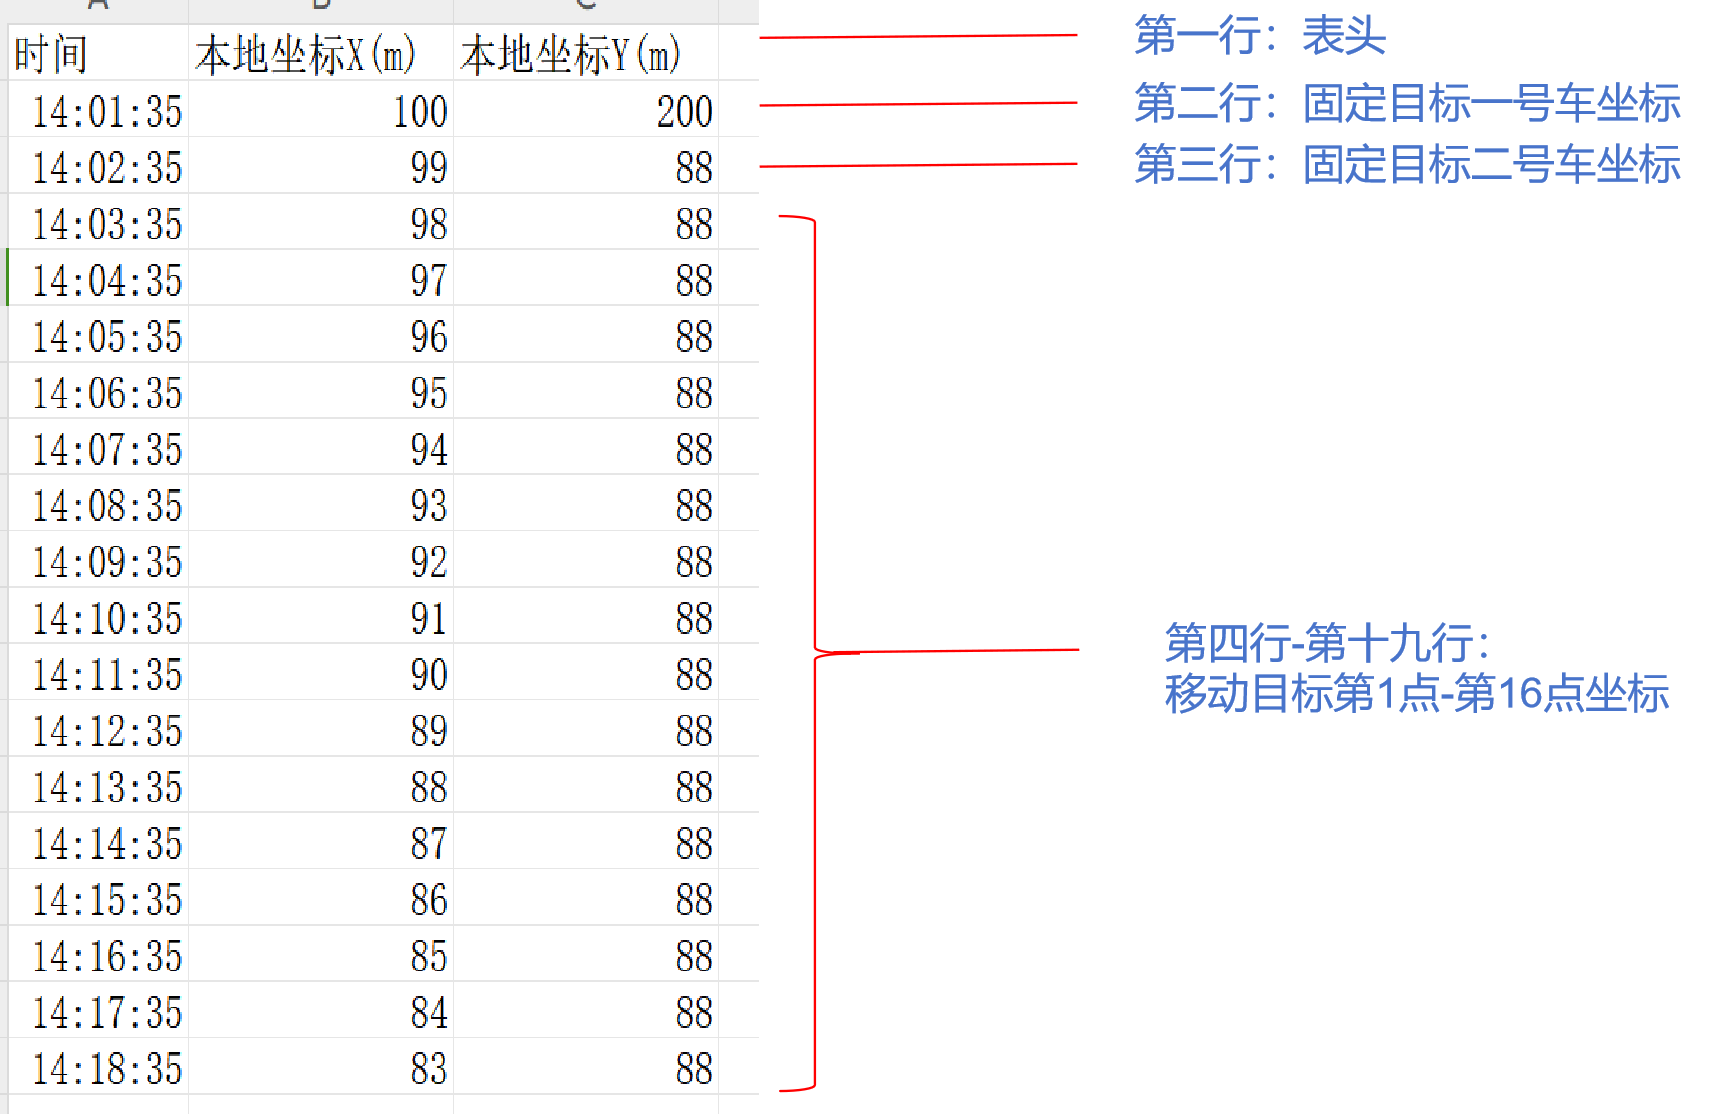 A B C
时间 本地坐标X(m) 本地坐标Y(m) 第一行：表头
14:01:35 100 200 第二行：固定目标一号车坐标
14:02:35 99 88 第三行：固定目标二号车坐标
14:03:35 98 88
14:04:35 97 88
14:05:35 96 88
14:06:35 95 88
14:07:35 94 88
14:08:35 93 88
14:09:35 92 88
14:10:35 91 88
14:11:35 90 88
14:12:35 89 88
14:13:35 88 88
14:14:35 87 88
14:15:35 86 88
14:16:35 85 88
14:17:35 84 88
14:18:35 83 88
第四行-第十九行：
移动目标第1点-第16点坐标